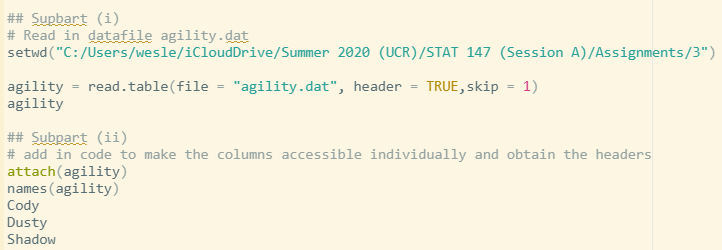 ## Supbart (i)
# Read in datafile agility.dat
setwd("C:/Users/wesle/iCloudDrive/Summer 2020 (UCR)/STAT 147 (Session A)/Assignments/3")
agility = read.table(file = "agility.dat", header = TRUE,skip = 1)
agility
## Subpart (ii)
# add in code to make the columns accessible individually and obtain the headers
attach(agility)
names(agility)
Cody
Dusty
Shadow